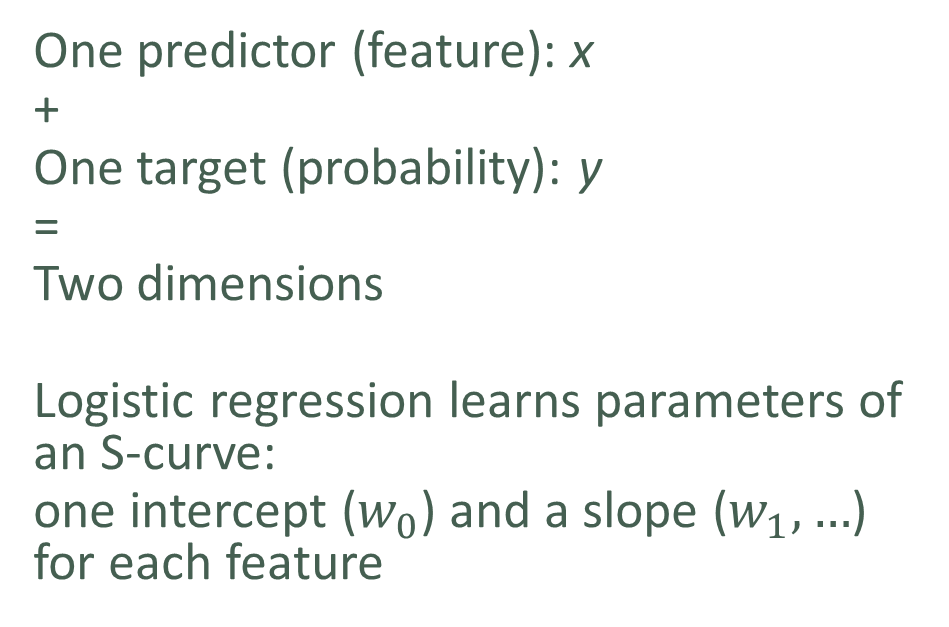 One predictor (feature): x
+
One target (probability): y
=
Two dimensions
Logistic regression learns parameters of
an S-curve:
one intercept (w₀) and a slope (w₁, ...)
for each feature